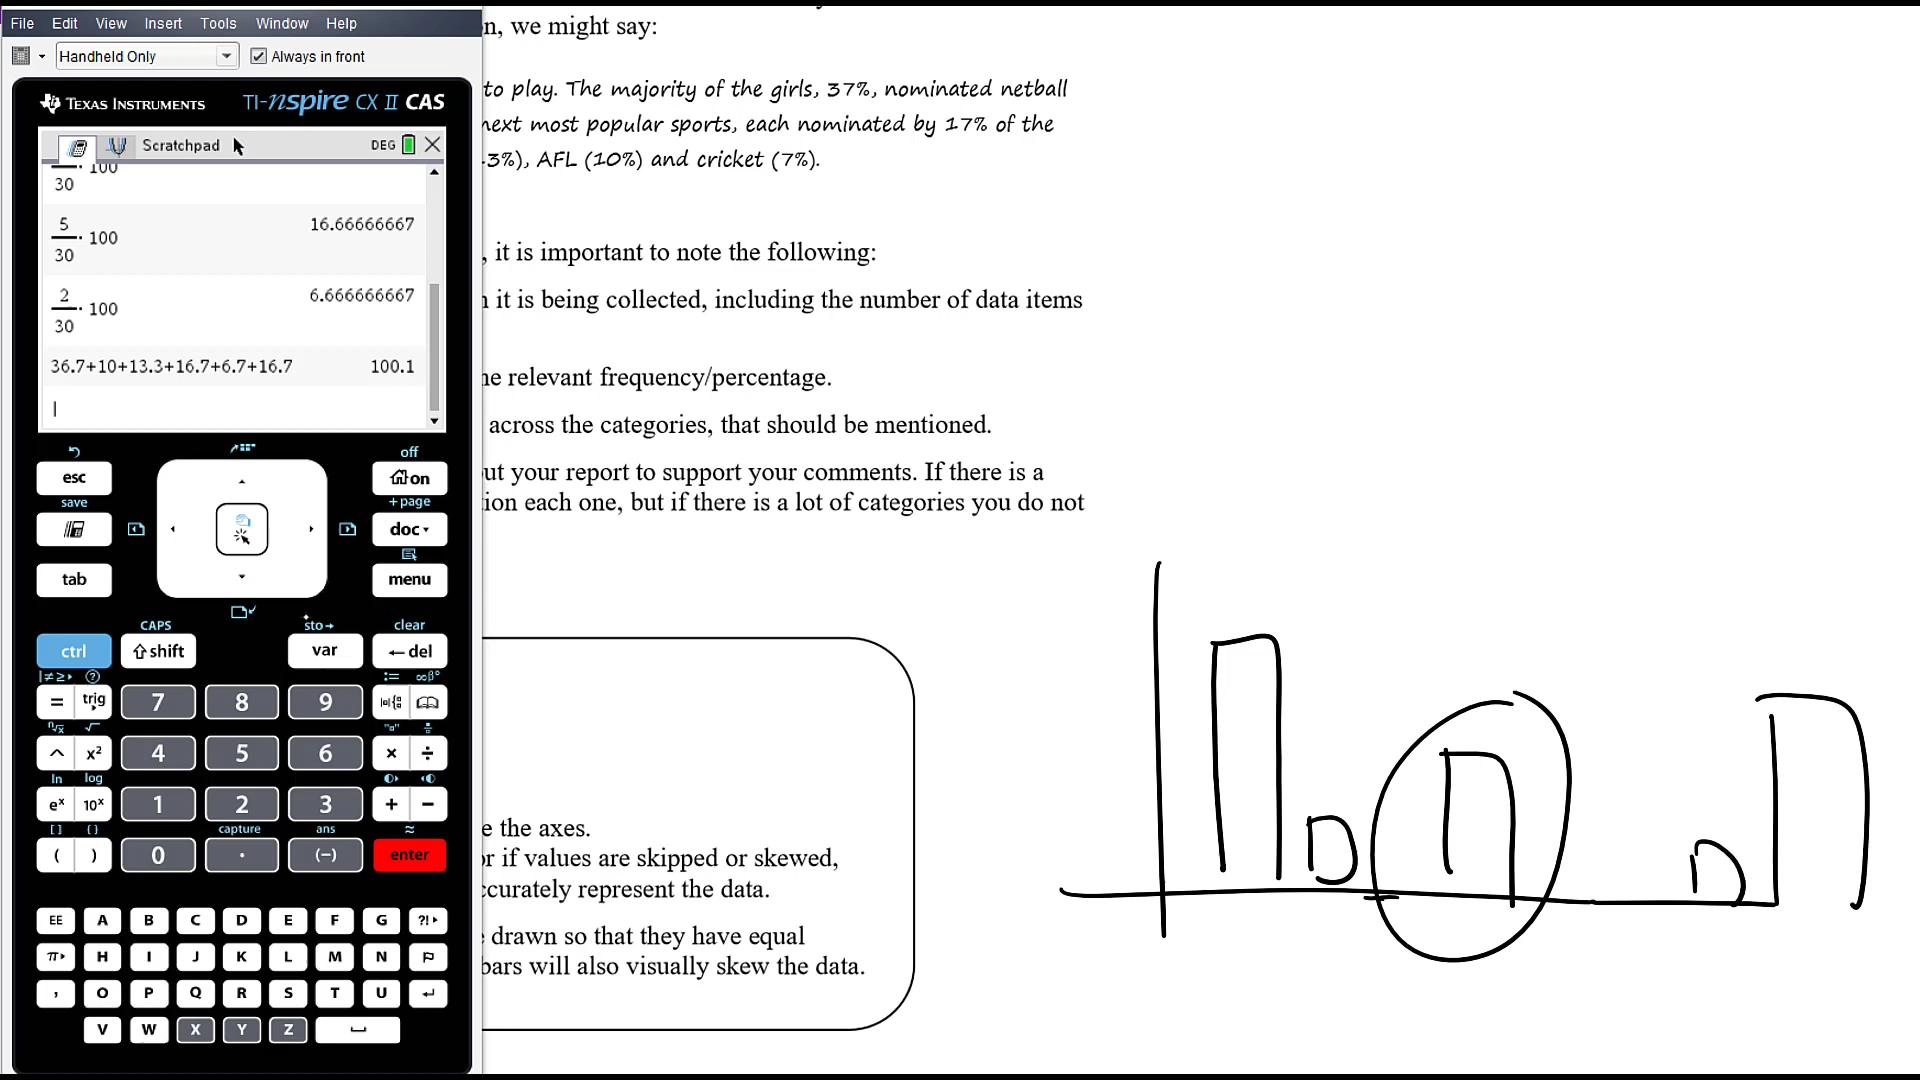 File Edit View Insert Tools Window Help
Handheld Only
Always in front
TEXAS INSTRUMENTS TI-nspire CX II CAS
Scratchpad DEG
100
30
5/30 · 100 16.66666667
2/30 · 100 6.666666667
36.7+10+13.3+16.7+6.7+16.7 100.1
off
esc on
save + page
doc
tab menu
CAPS sto→ clear
ctrl shift var del
= trig 7 8 9
^ x² 4 5 6 × ÷
ln log
eˣ 10ˣ 1 2 3 + −
[ ] { } capture ans ≈
( ) 0 . (−) enter
EE A B C D E F G ?!
π H I J K L M N
, O P Q R S T U
V W X Y Z
n, we might say:
to play. The majority of the girls, 37%, nominated netball
next most popular sports, each nominated by 17% of the
3%), AFL (10%) and cricket (7%).
, it is important to note the following:
it is being collected, including the number of data items
relevant frequency/percentage.
across the categories, that should be mentioned.
ut your report to support your comments. If there is a
ion each one, but if there is a lot of categories you do not
e the axes.
or if values are skipped or skewed,
ccurately represent the data.
drawn so that they have equal
bars will also visually skew the data.